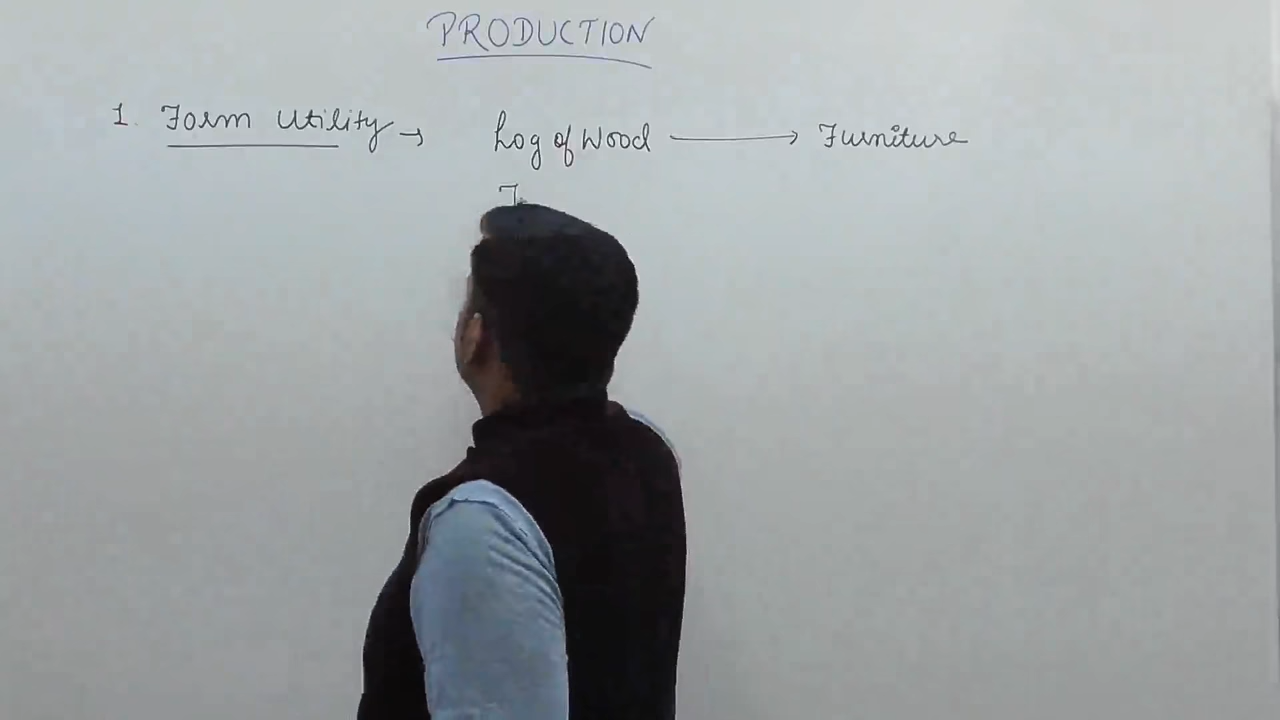 PRODUCTION
1. Form Utility → Log of Wood → Furniture